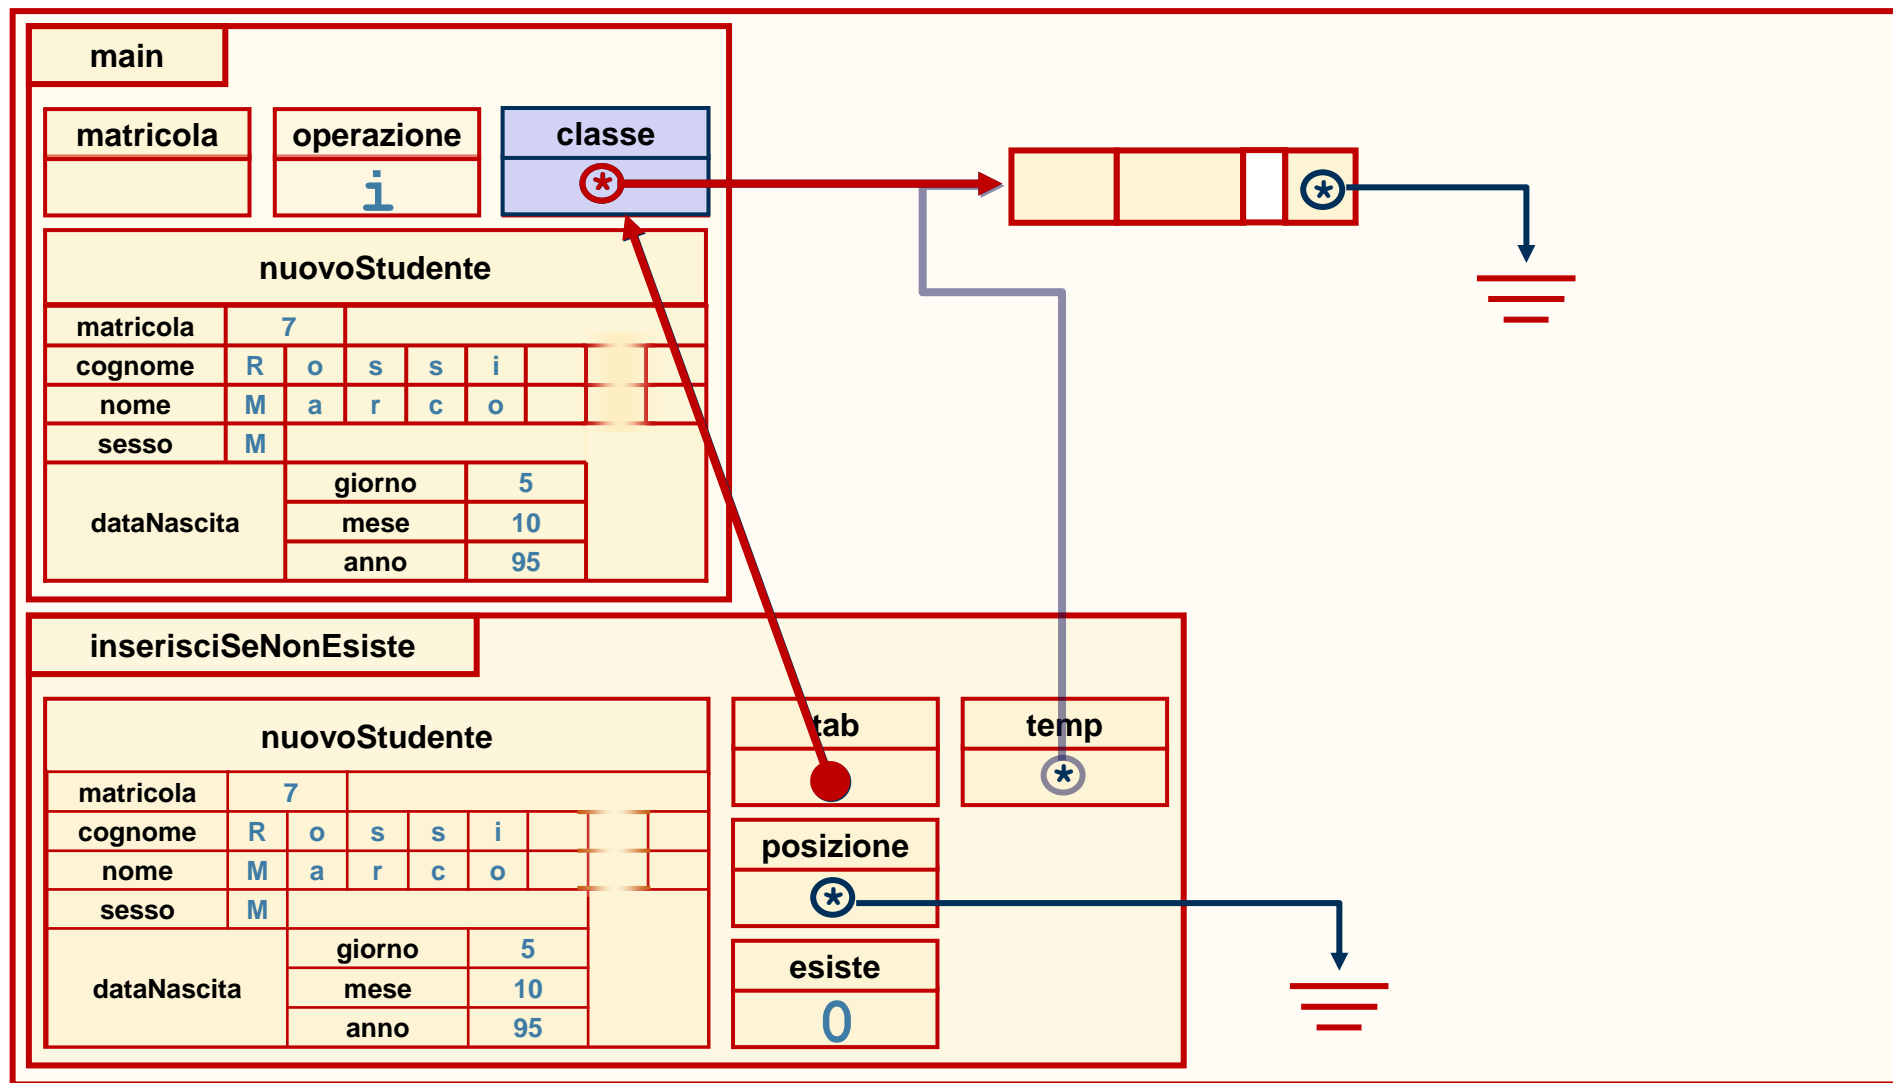 main
matricola operazione classe
i *
*
nuovoStudente
matricola 7
cognome R o s s i
nome M a r c o
sesso M
dataNascita
giorno 5
mese 10
anno 95
inserisciSeNonEsiste
nuovoStudente
matricola 7
cognome R o s s i
nome M a r c o
sesso M
dataNascita
giorno 5
mese 10
anno 95
tab temp
*
posizione
*
esiste
0